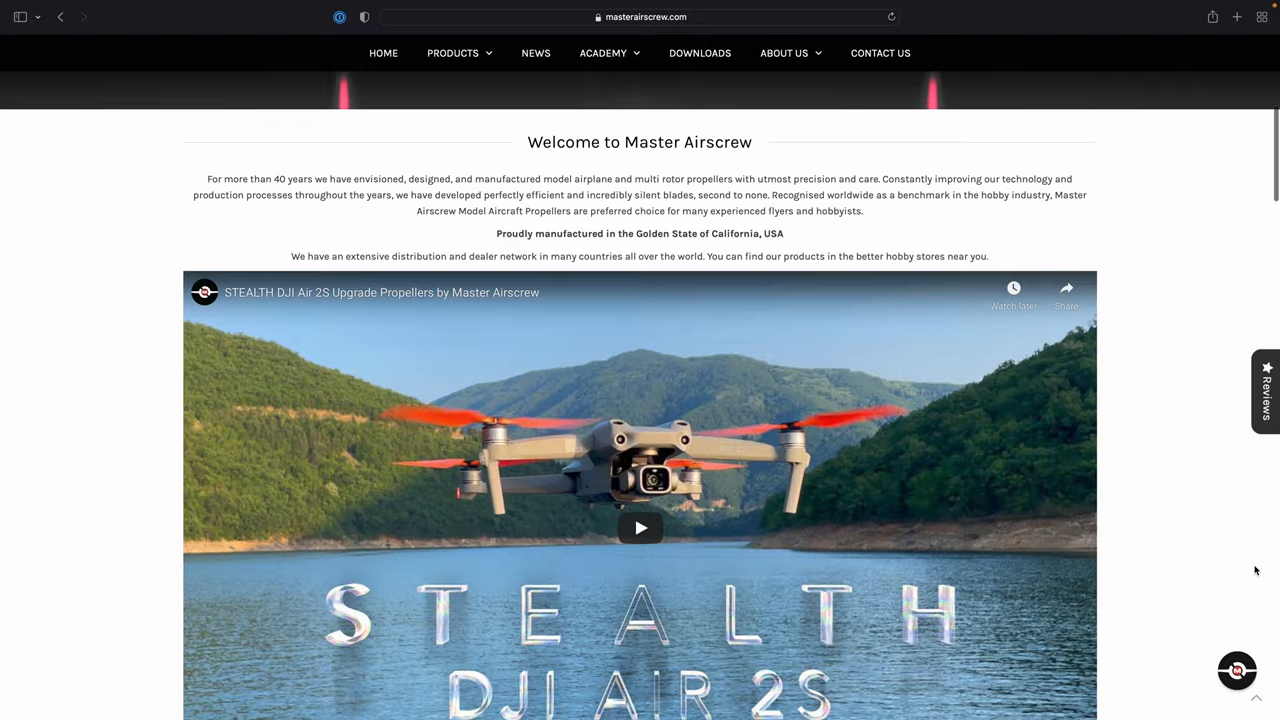 masterairscrew.com
HOME PRODUCTS NEWS ACADEMY DOWNLOADS ABOUT US CONTACT US
Welcome to Master Airscrew
For more than 40 years we have envisioned, designed, and manufactured model airplane and multi rotor propellers with utmost precision and care. Constantly improving our technology and
production processes throughout the years, we have developed perfectly efficient and incredibly silent blades, second to none. Recognised worldwide as a benchmark in the hobby industry, Master
Airscrew Model Aircraft Propellers are preferred choice for many experienced flyers and hobbyists.
Proudly manufactured in the Golden State of California, USA
We have an extensive distribution and dealer network in many countries all over the world. You can find our products in the better hobby stores near you.
STEALTH DJI Air 2S Upgrade Propellers by Master Airscrew
Watch later Share
Reviews
STEALTH
DJI AIR 2S